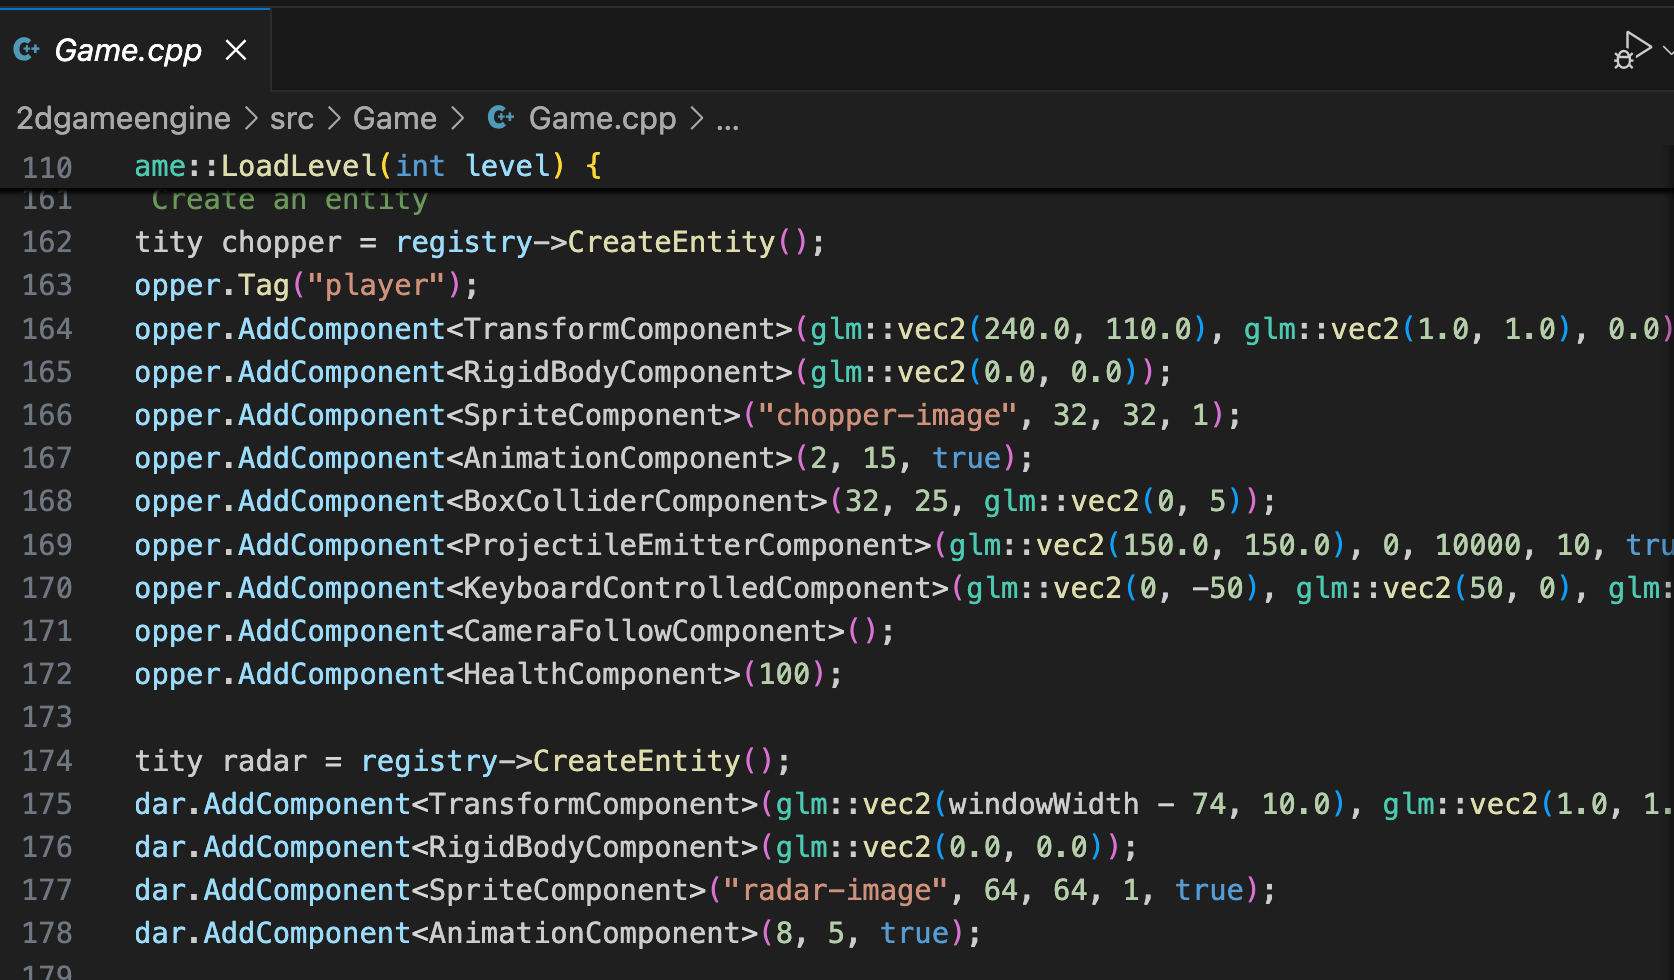 Game.cpp
2dgameengine > src > Game > Game.cpp > ...
110 ame::LoadLevel(int level) {
161 Create an entity
162 tity chopper = registry->CreateEntity();
163 opper.Tag("player");
164 opper.AddComponent<TransformComponent>(glm::vec2(240.0, 110.0), glm::vec2(1.0, 1.0), 0.0)
165 opper.AddComponent<RigidBodyComponent>(glm::vec2(0.0, 0.0));
166 opper.AddComponent<SpriteComponent>("chopper-image", 32, 32, 1);
167 opper.AddComponent<AnimationComponent>(2, 15, true);
168 opper.AddComponent<BoxColliderComponent>(32, 25, glm::vec2(0, 5));
169 opper.AddComponent<ProjectileEmitterComponent>(glm::vec2(150.0, 150.0), 0, 10000, 10, tru
170 opper.AddComponent<KeyboardControlledComponent>(glm::vec2(0, -50), glm::vec2(50, 0), glm:
171 opper.AddComponent<CameraFollowComponent>();
172 opper.AddComponent<HealthComponent>(100);
173
174 tity radar = registry->CreateEntity();
175 dar.AddComponent<TransformComponent>(glm::vec2(windowWidth - 74, 10.0), glm::vec2(1.0, 1.
176 dar.AddComponent<RigidBodyComponent>(glm::vec2(0.0, 0.0));
177 dar.AddComponent<SpriteComponent>("radar-image", 64, 64, 1, true);
178 dar.AddComponent<AnimationComponent>(8, 5, true);
179